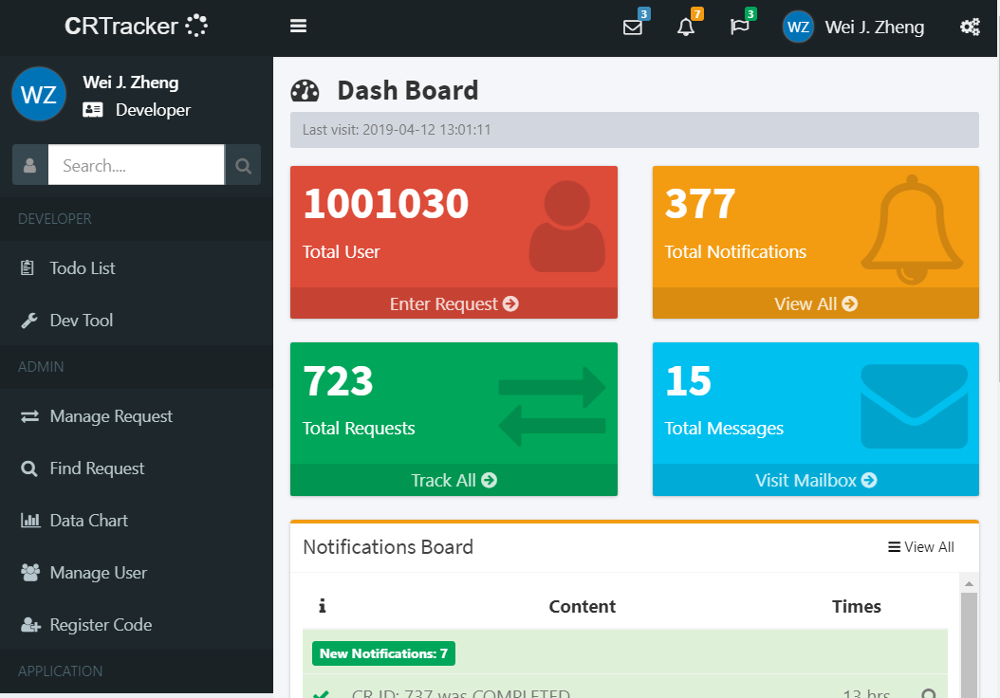 CRTracker
3
7
3
WZ Wei J. Zheng
WZ
Wei J. Zheng
Developer
Search....
DEVELOPER
Todo List
Dev Tool
ADMIN
Manage Request
Find Request
Data Chart
Manage User
Register Code
APPLICATION
Dash Board
Last visit: 2019-04-12 13:01:11
1001030
Total User
Enter Request
377
Total Notifications
View All
723
Total Requests
Track All
15
Total Messages
Visit Mailbox
Notifications Board
View All
Content Times
New Notifications: 7
CR ID: 737 was COMPLETED 13 hrs